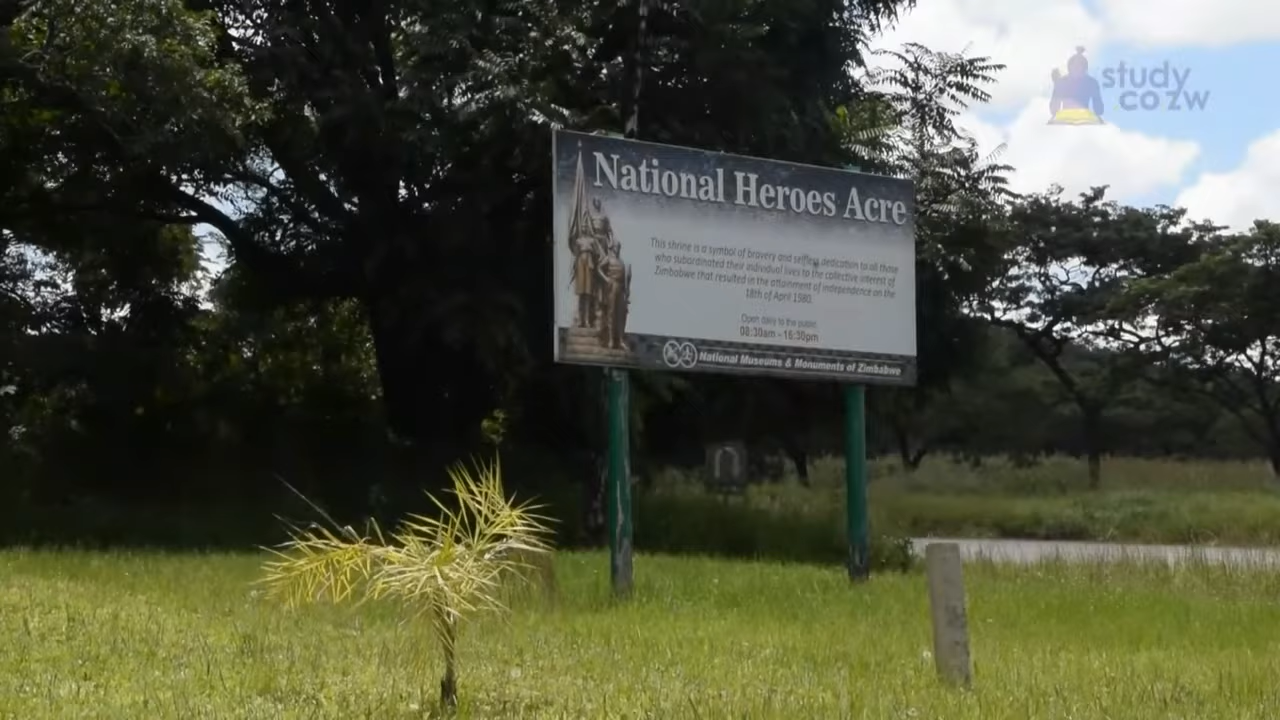 study
co zw
National Heroes Acre
This shrine is a symbol of bravery and selfless dedication to all those
who subordinated their individual lives to the collective interest of
Zimbabwe that resulted in the attainment of independence on the
18th of April 1980.
Open daily to the public
08:30am - 16:30pm
National Museums & Monuments of Zimbabwe